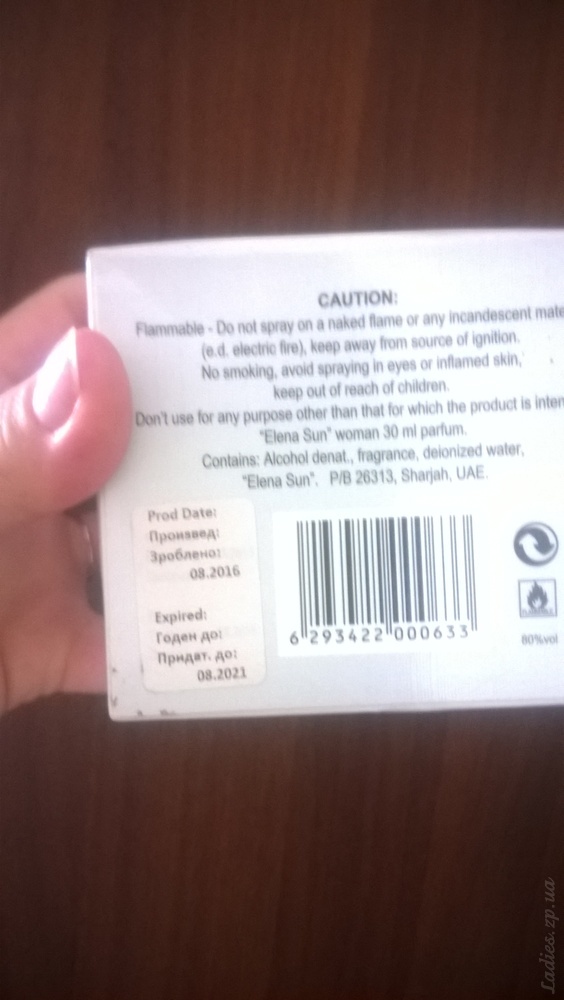 CAUTION:
Flammable - Do not spray on a naked flame or any incandescent mate
(e.d. electric fire), keep away from source of ignition.
No smoking, avoid spraying in eyes or inflamed skin,
keep out of reach of children.
Don't use for any purpose other than that for which the product is inten
"Elena Sun" woman 30 ml parfum.
Contains: Alcohol denat., fragrance, deionized water,
"Elena Sun". P/B 26313, Sharjah, UAE.
Prod Date:
Произвед:
Зроблено:
08.2016
Expired:
Годен до:
Придат. до:
08.2021
6 293422 000633
80%vol
Ladies.zp.ua